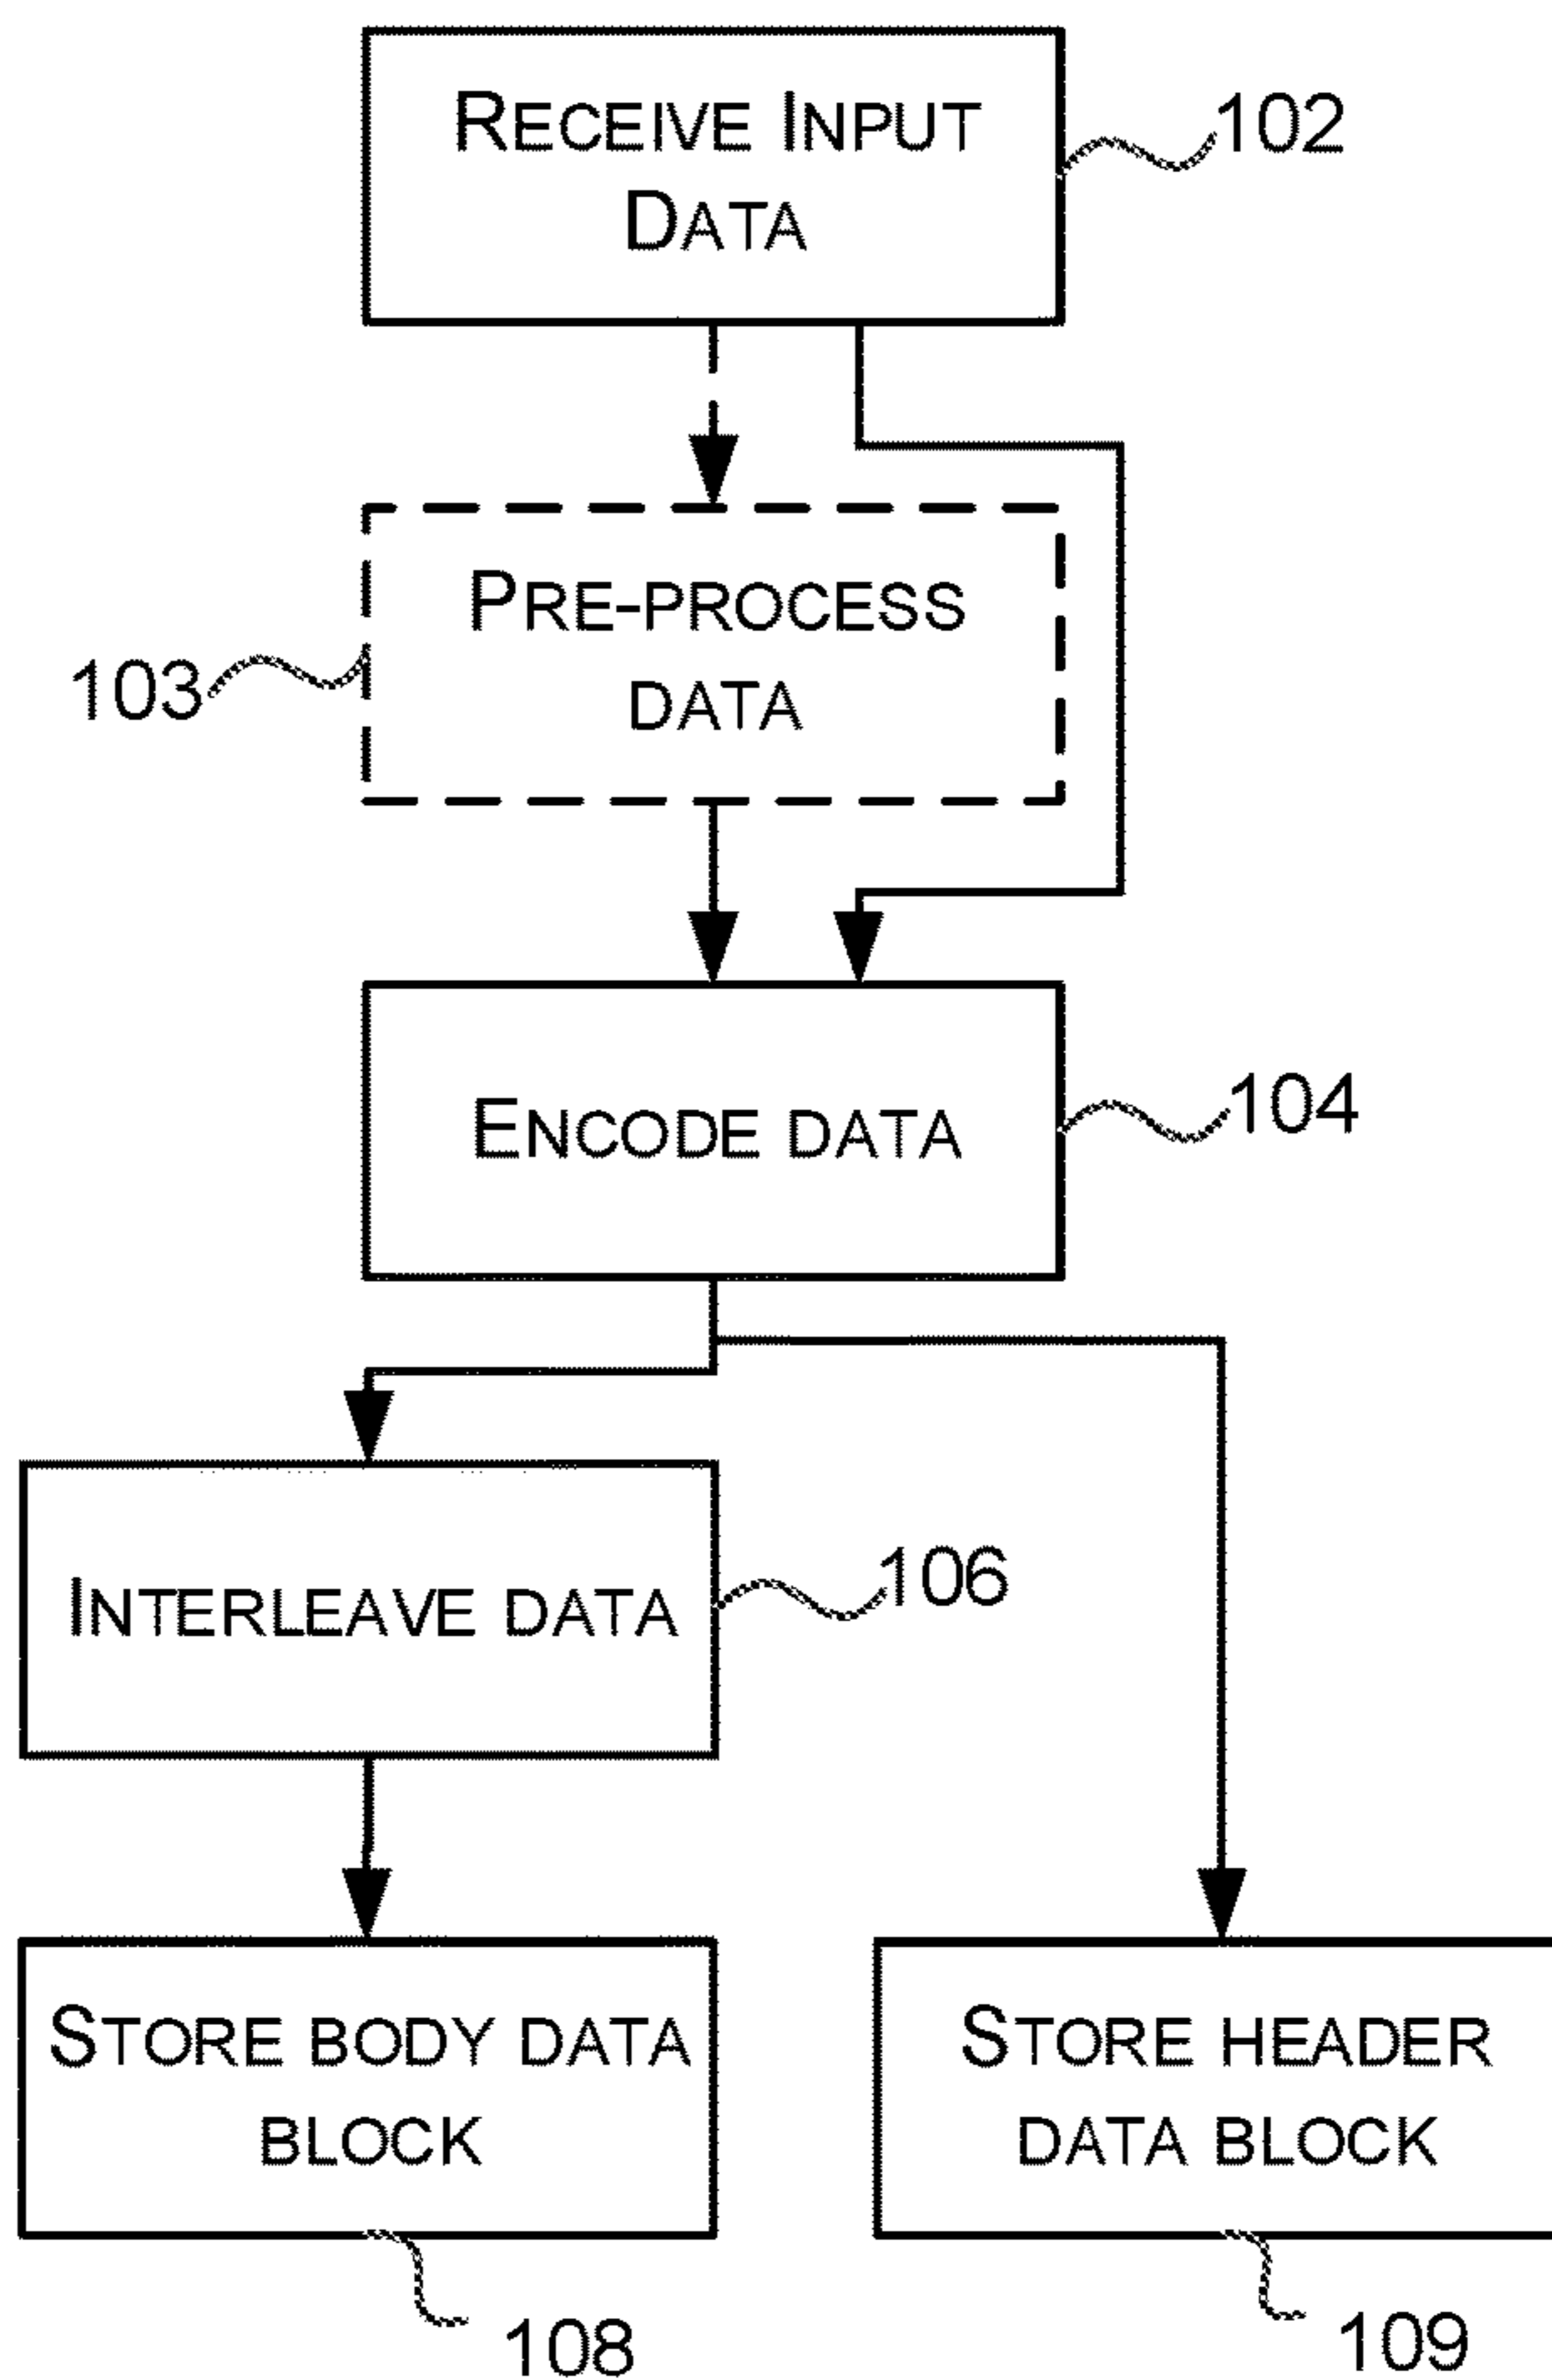 RECEIVE INPUT
DATA
102
PRE-PROCESS
DATA
103
ENCODE DATA
104
INTERLEAVE DATA
106
STORE BODY DATA
BLOCK
STORE HEADER
DATA BLOCK
108
109